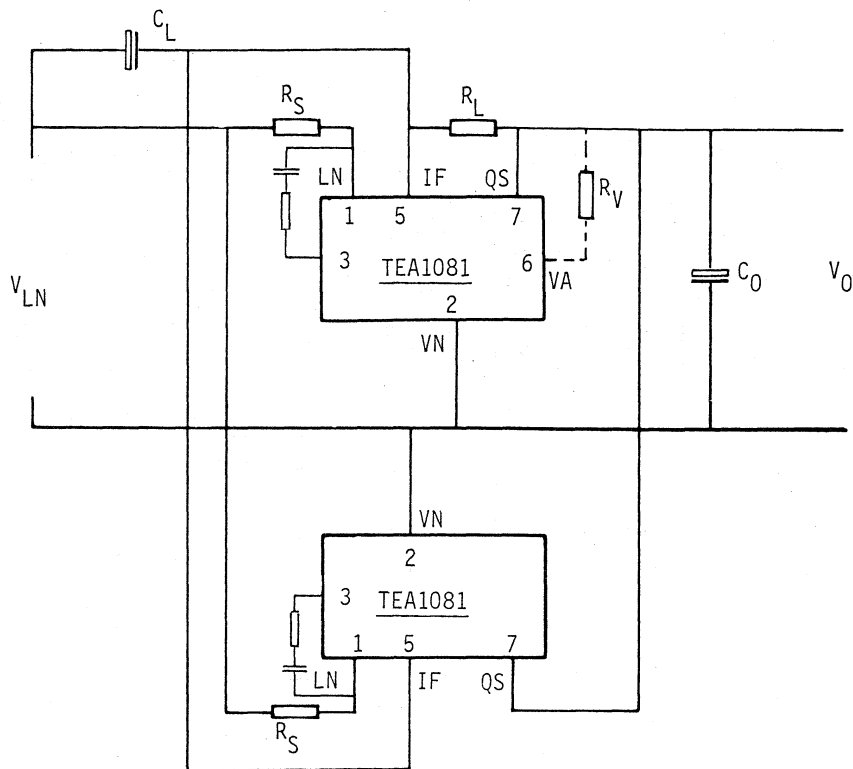 C_L
R_S
R_L
LN
IF
QS
R_V
1
5
7
3
TEA1081
6
VA
V_LN
2
C_O
V_O
VN
VN
2
3
TEA1081
1
5
7
LN
IF
QS
R_S